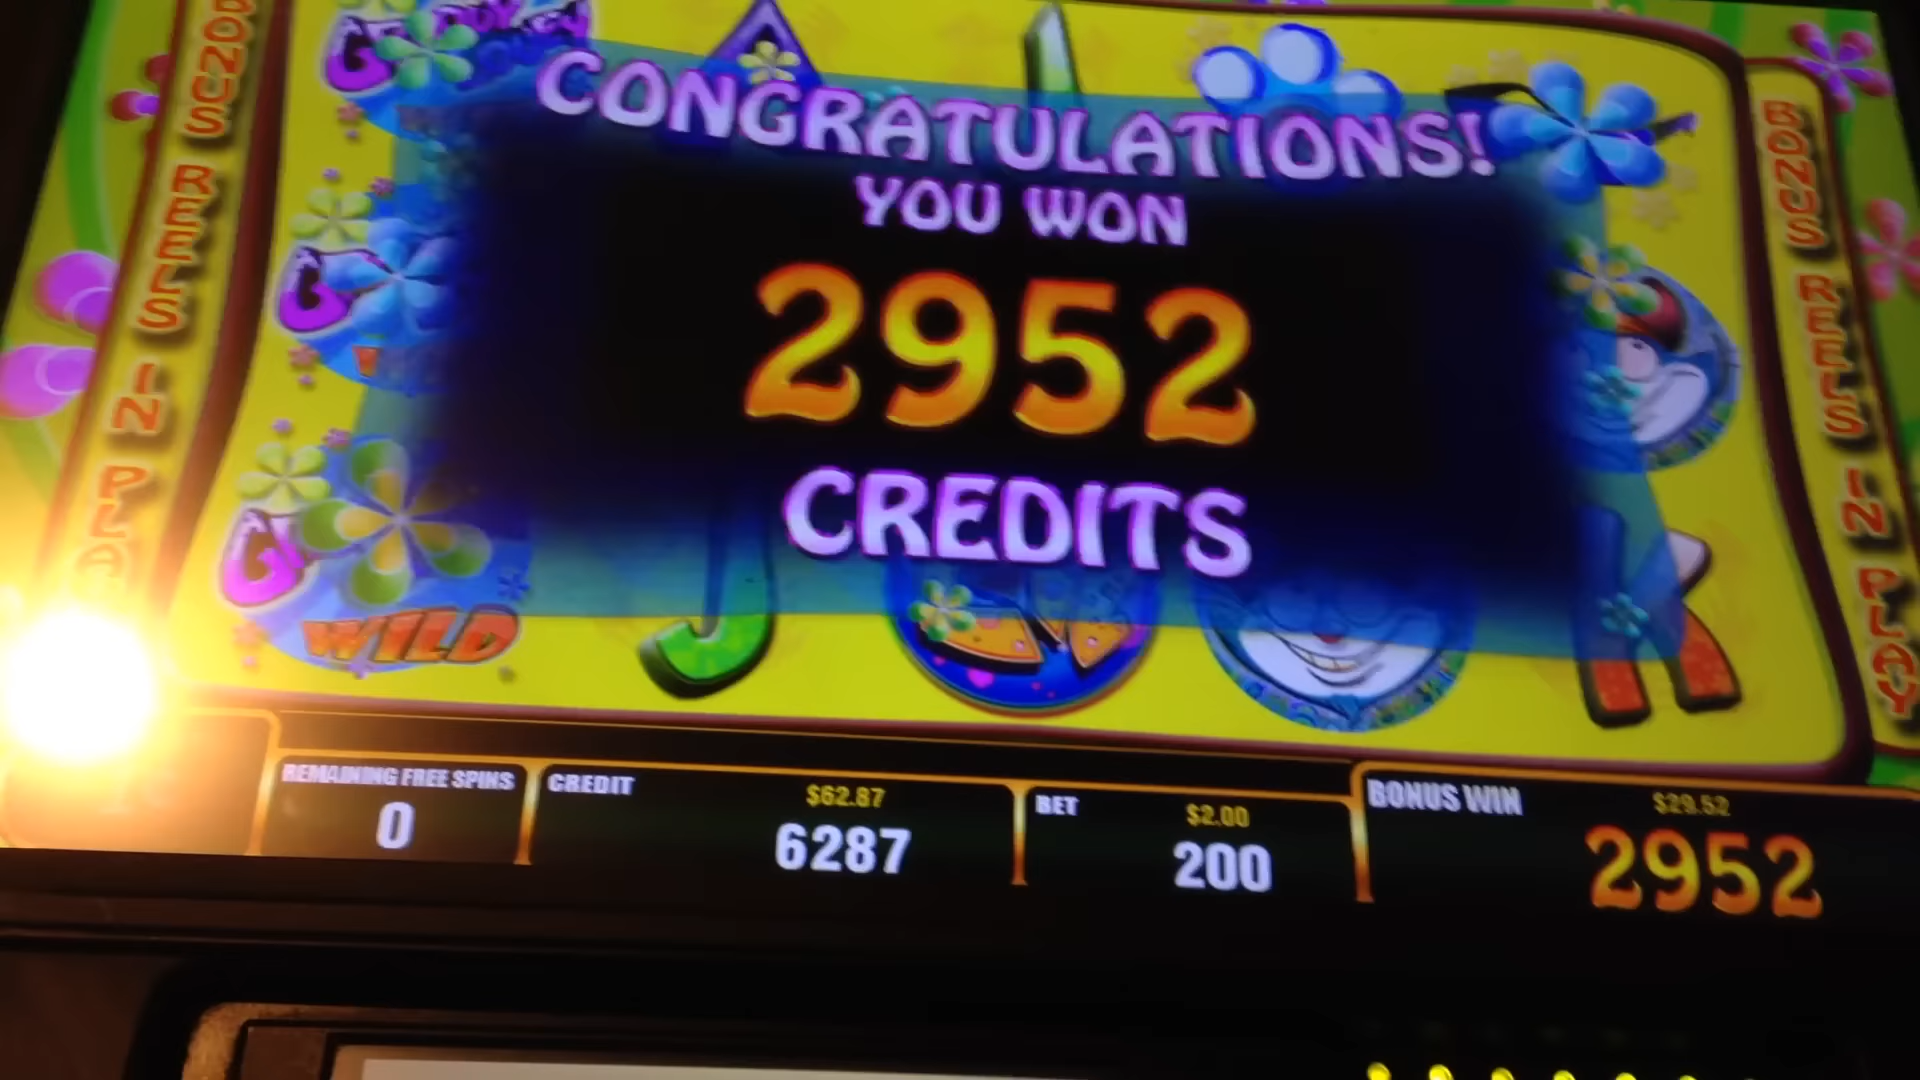 BONUS REELS IN PLA
CONGRATULATIONS!
YOU WON
2952
CREDITS
WILD
BONUS REELS IN PLAY
REMAINING FREE SPINS
0
CREDIT
$62.87
6287
BET
$2.00
200
BONUS WIN
$29.52
2952